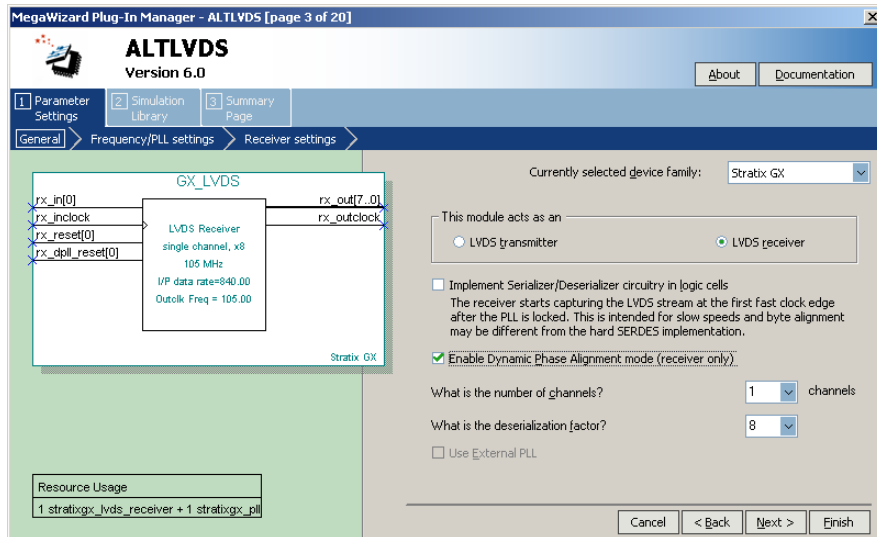 MegaWizard Plug-In Manager - ALTLVDS [page 3 of 20]
ALTLVDS
Version 6.0
About
Documentation
1 Parameter Settings
2 Simulation Library
3 Summary Page
General
Frequency/PLL settings
Receiver settings
GX_LVDS
rx_in[0]
rx_inclock
rx_reset[0]
rx_dpll_reset[0]
rx_out[7..0]
rx_outclock
LVDS Receiver
single channel, x8
105 MHz
I/P data rate=840.00
Outclk Freq = 105.00
Stratix GX
Resource Usage
1 stratixgx_lvds_receiver + 1 stratixgx_pll
Currently selected device family:
Stratix GX
This module acts as an
LVDS transmitter
LVDS receiver
Implement Serializer/Deserializer circuitry in logic cells
The receiver starts capturing the LVDS stream at the first fast clock edge
after the PLL is locked. This is intended for slow speeds and byte alignment
may be different from the hard SERDES implementation.
Enable Dynamic Phase Alignment mode (receiver only)
What is the number of channels?
1
channels
What is the deserialization factor?
8
Use External PLL
Cancel
< Back
Next >
Finish